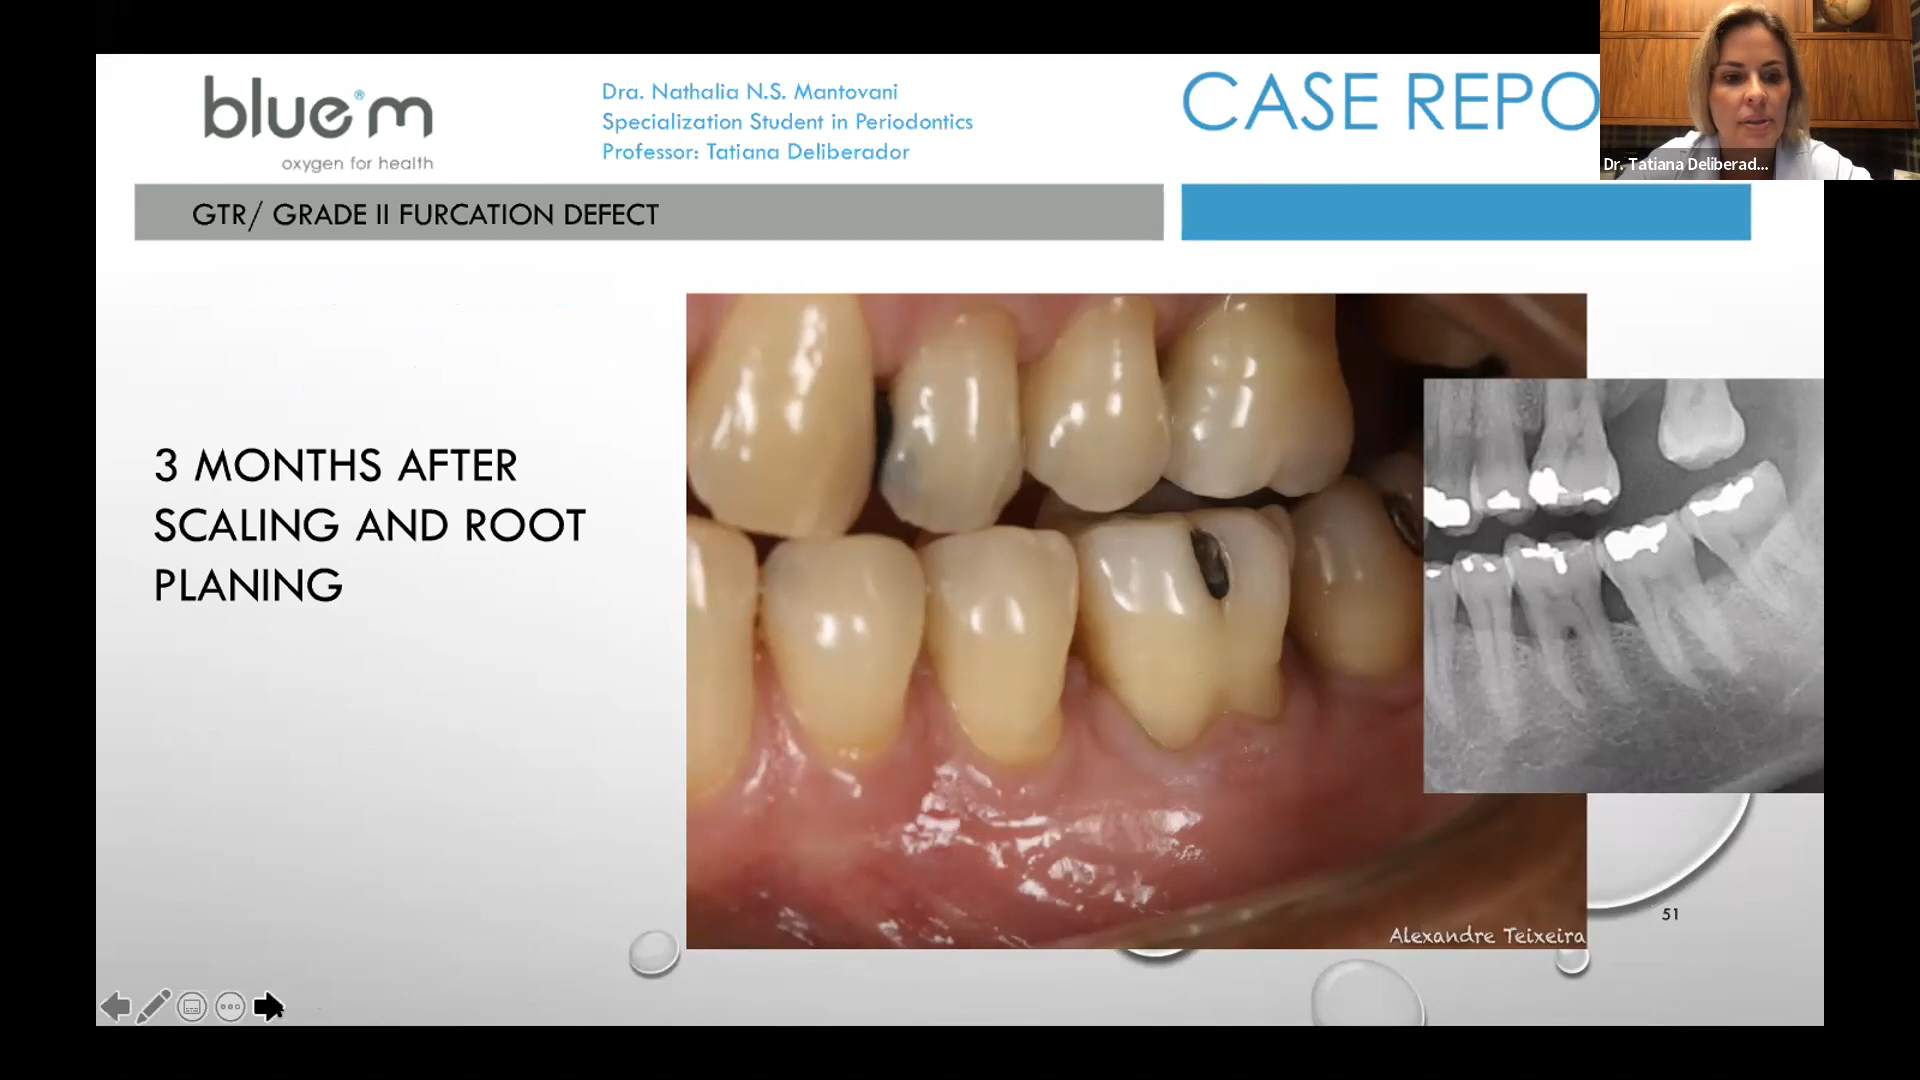 blue®m
oxygen for health
Dra. Nathalia N.S. Mantovani
Specialization Student in Periodontics
Professor: Tatiana Deliberador
CASE REPO
Dr. Tatiana Deliberad...
GTR/ GRADE II FURCATION DEFECT
3 MONTHS AFTER
SCALING AND ROOT
PLANING
Alexandre Teixeira
51